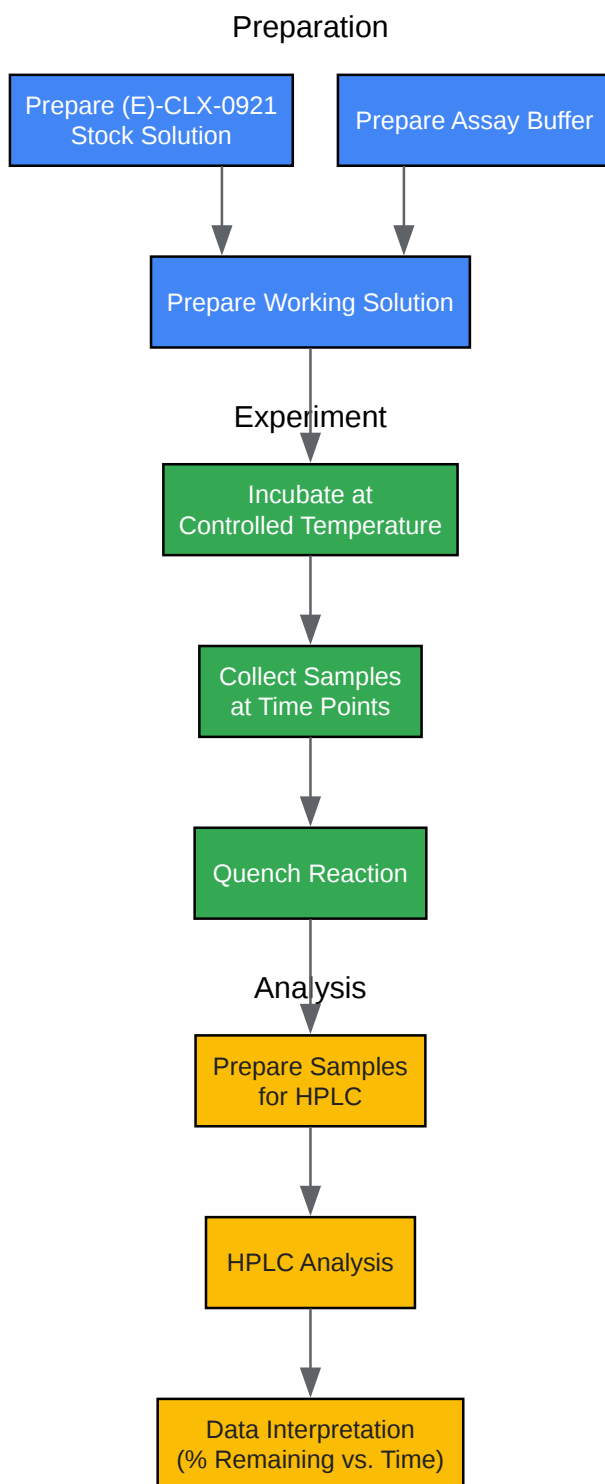 Preparation
Prepare (E)-CLX-0921
Stock Solution
Prepare Assay Buffer
Prepare Working Solution
Experiment
Incubate at
Controlled Temperature
Collect Samples
at Time Points
Quench Reaction
Analysis
Prepare Samples
for HPLC
HPLC Analysis
Data Interpretation
(% Remaining vs. Time)